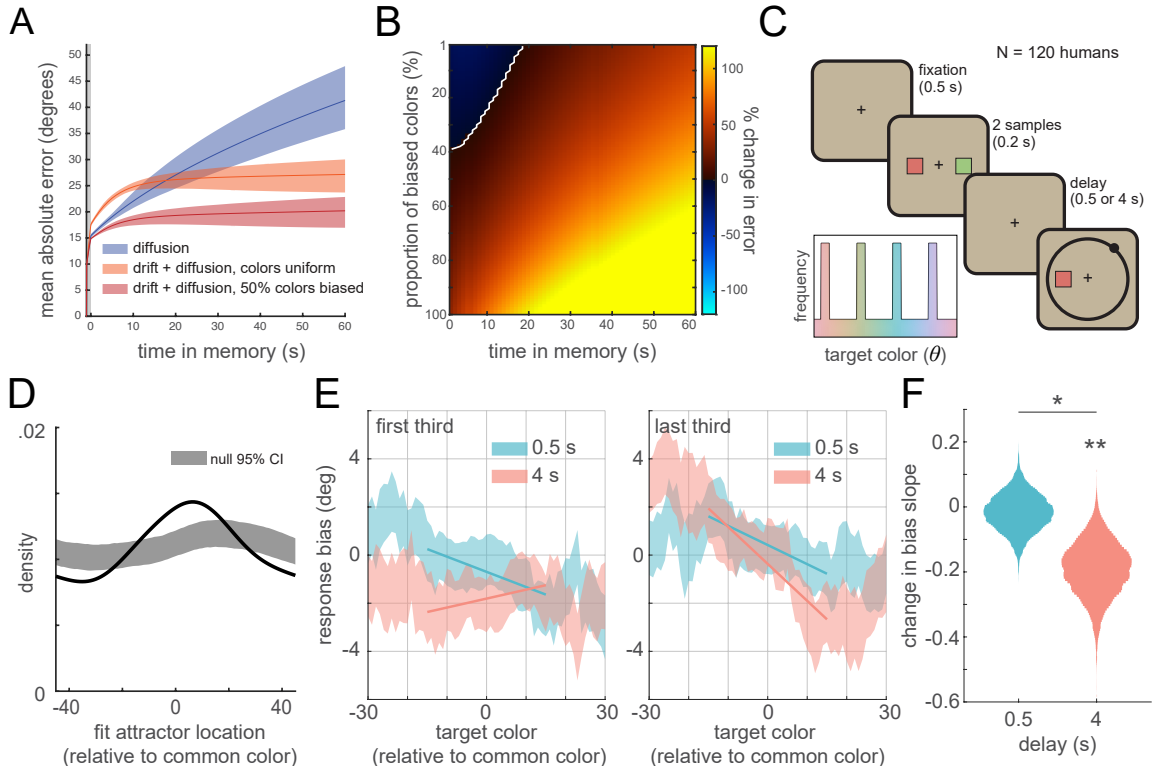 A
mean absolute error (degrees)
50
45
40
35
30
25
20
15
10
5
0
diffusion
drift + diffusion, colors uniform
drift + diffusion, 50% colors biased
0
10
20
30
40
50
60
time in memory (s)
B
proportion of biased colors (%)
1
20
40
60
80
100
1
10
20
30
40
50
60
time in memory (s)
100
50
0
-50
-100
% change in error
C
N = 120 humans
fixation
(0.5 s)
2 samples
(0.2 s)
delay
(0.5 or 4 s)
frequency
target color (θ)
D
.02
density
0
null 95% CI
-40
0
40
fit attractor location
(relative to common color)
E
response bias (deg)
first third
0.5 s
4 s
4
0
-4
-30
0
30
target color
(relative to common color)
last third
0.5 s
4 s
4
0
-4
-30
0
30
target color
(relative to common color)
F
change in bias slope
*
**
0.2
0
-0.2
-0.4
-0.6
0.5
4
delay (s)